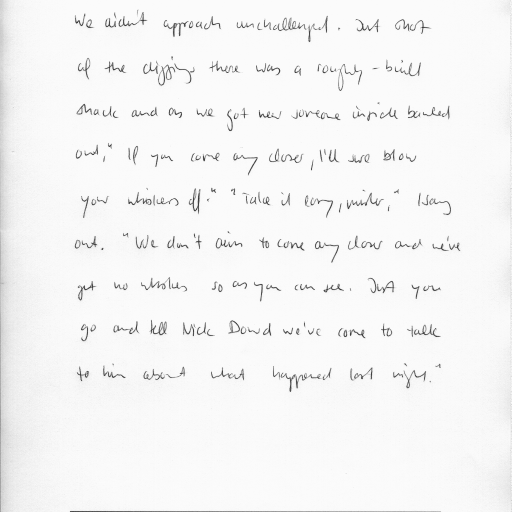 We didn't approach unchallenged. Just short
of the diggings there was a roughly-built
shack and as we got near someone inside bawled
out, "If you come any closer, I'll sure blow
your whiskers off." "Take it easy, mister," I sang
out. "We don't aim to come any closer and we've
got no whiskers so as you can see. Just you
go and tell Nick Dowd we've come to talk
to him about what happened last night."